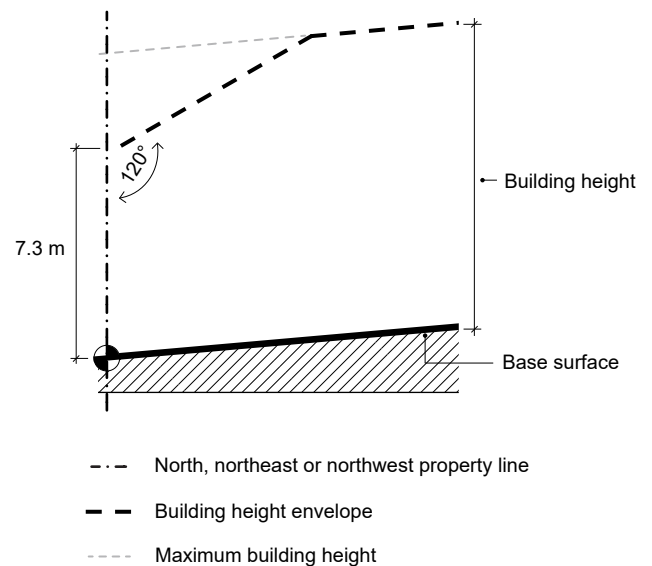 120°
Building height
7.3 m
Base surface
North, northeast or northwest property line
Building height envelope
Maximum building height